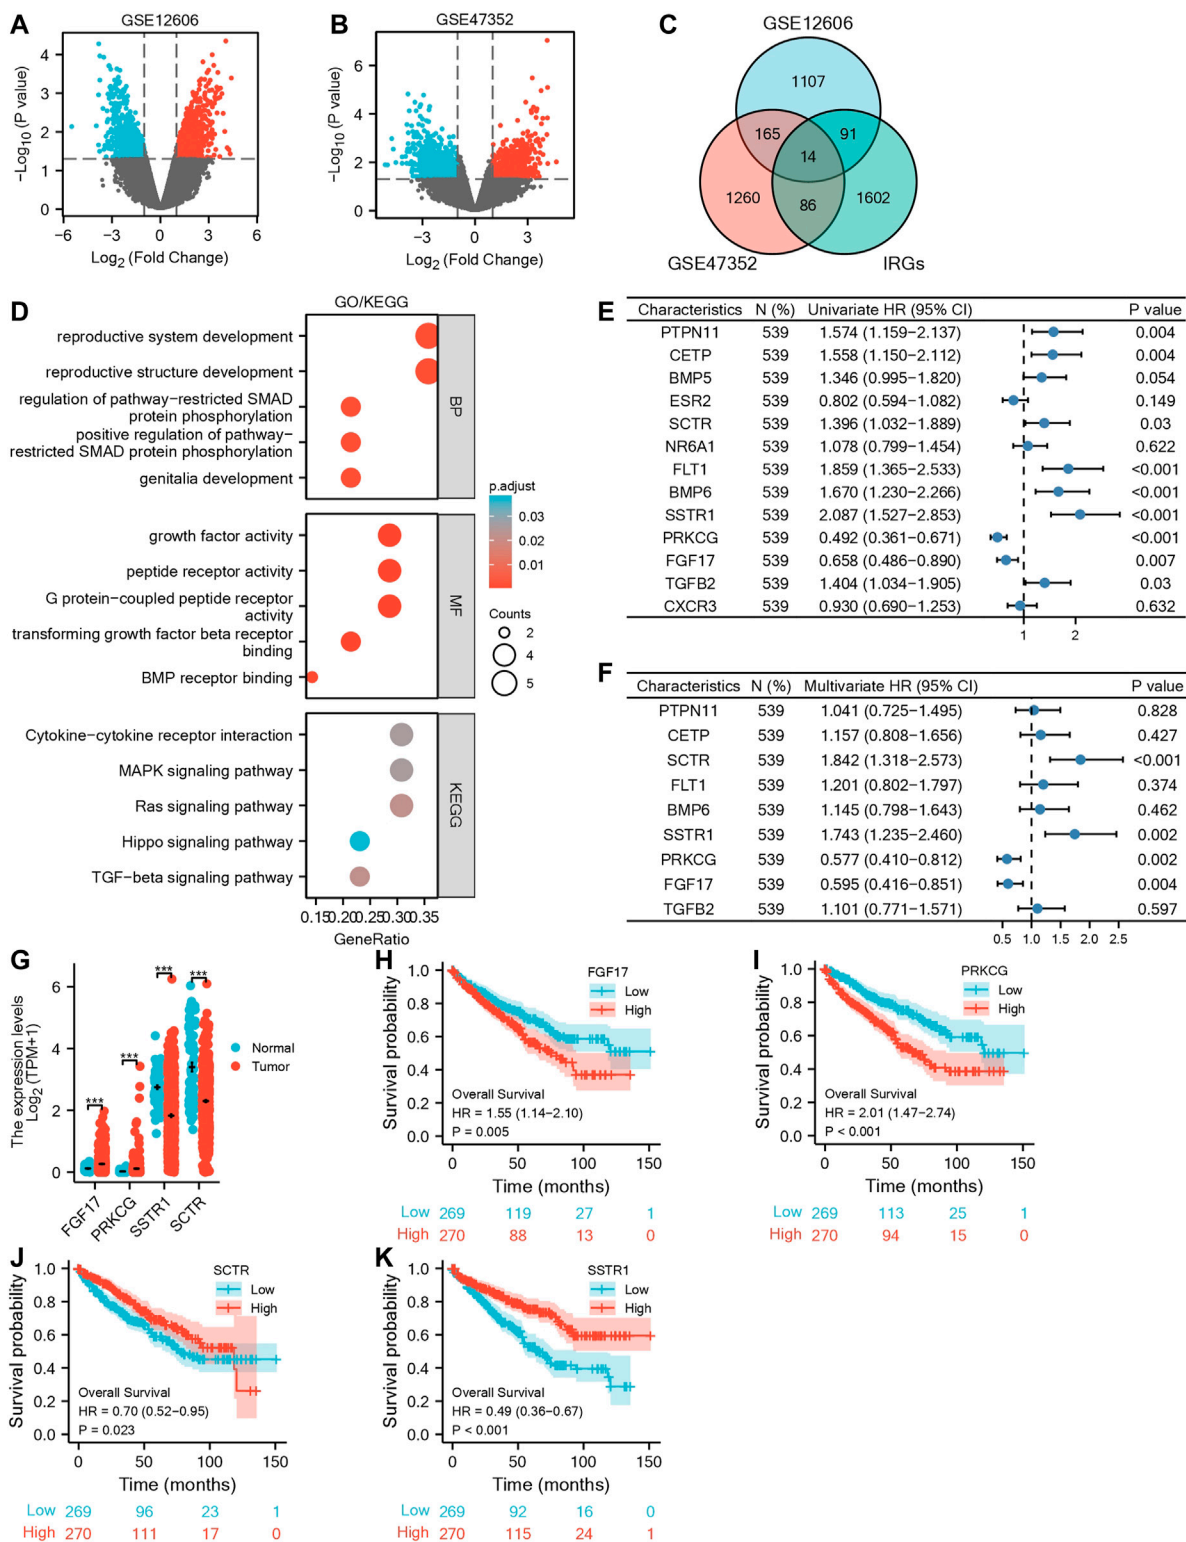 A
GSE12606
−Log10 (P value)
4
3
2
1
0
−6
−3
0
3
6
Log2 (Fold Change)
B
GSE47352
−Log10 (P value)
6
4
2
0
−3
0
3
Log2 (Fold Change)
C
GSE12606
1107
165
91
14
1260
86
1602
GSE47352
IRGs
D
GO/KEGG
reproductive system development
reproductive structure development
regulation of pathway−restricted SMAD
protein phosphorylation
positive regulation of pathway−
restricted SMAD protein phosphorylation
genitalia development
BP
growth factor activity
peptide receptor activity
G protein−coupled peptide receptor
activity
transforming growth factor beta receptor
binding
BMP receptor binding
MF
Cytokine−cytokine receptor interaction
MAPK signaling pathway
Ras signaling pathway
Hippo signaling pathway
TGF−beta signaling pathway
KEGG
0.15 0.20 0.25 0.30 0.35
GeneRatio
p.adjust
0.03
0.02
0.01
Counts
2
4
5
E
Characteristics N (%) Univariate HR (95% CI) P value
PTPN11 539 1.574 (1.159−2.137) 0.004
CETP 539 1.558 (1.150−2.112) 0.004
BMP5 539 1.346 (0.995−1.820) 0.054
ESR2 539 0.802 (0.594−1.082) 0.149
SCTR 539 1.396 (1.032−1.889) 0.03
NR6A1 539 1.078 (0.799−1.454) 0.622
FLT1 539 1.859 (1.365−2.533) <0.001
BMP6 539 1.670 (1.230−2.266) <0.001
SSTR1 539 2.087 (1.527−2.853) <0.001
PRKCG 539 0.492 (0.361−0.671) <0.001
FGF17 539 0.658 (0.486−0.890) 0.007
TGFB2 539 1.404 (1.034−1.905) 0.03
CXCR3 539 0.930 (0.690−1.253) 0.632
1 2
F
Characteristics N (%) Multivariate HR (95% CI) P value
PTPN11 539 1.041 (0.725−1.495) 0.828
CETP 539 1.157 (0.808−1.656) 0.427
SCTR 539 1.842 (1.318−2.573) <0.001
FLT1 539 1.201 (0.802−1.797) 0.374
BMP6 539 1.145 (0.798−1.643) 0.462
SSTR1 539 1.743 (1.235−2.460) 0.002
PRKCG 539 0.577 (0.410−0.812) 0.002
FGF17 539 0.595 (0.416−0.851) 0.004
TGFB2 539 1.101 (0.771−1.571) 0.597
0.5 1.0 1.5 2.0 2.5
G
The expression levels
Log2 (TPM+1)
6
4
2
0
***
***
***
***
FGF17
PRKCG
SSTR1
SCTR
Normal
Tumor
H
Survival probability
1.0
0.8
0.6
0.4
0.2
0.0
FGF17
Low
High
Overall Survival
HR = 1.55 (1.14−2.10)
P = 0.005
0 50 100 150
Time (months)
Low 269 119 27 1
High 270 88 13 0
I
Survival probability
1.0
0.8
0.6
0.4
0.2
0.0
PRKCG
Low
High
Overall Survival
HR = 2.01 (1.47−2.74)
P < 0.001
0 50 100 150
Time (months)
Low 269 113 25 1
High 270 94 15 0
J
Survival probability
1.0
0.8
0.6
0.4
0.2
0.0
SCTR
Low
High
Overall Survival
HR = 0.70 (0.52−0.95)
P = 0.023
0 50 100 150
Time (months)
Low 269 96 23 1
High 270 111 17 0
K
Survival probability
1.0
0.8
0.6
0.4
0.2
0.0
SSTR1
Low
High
Overall Survival
HR = 0.49 (0.36−0.67)
P < 0.001
0 50 100 150
Time (months)
Low 269 92 16 0
High 270 115 24 1